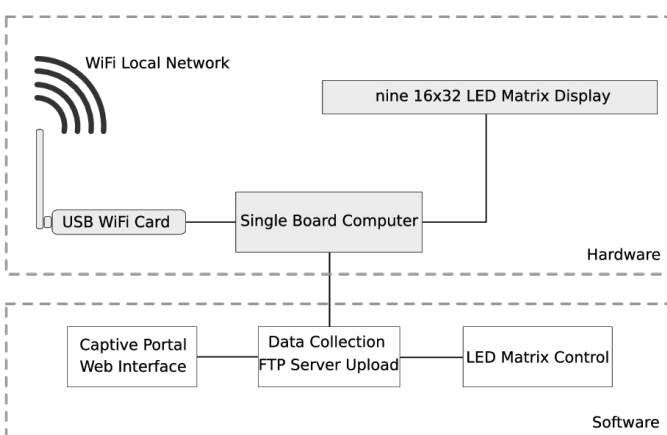 WiFi Local Network
nine 16x32 LED Matrix Display
USB WiFi Card
Single Board Computer
Hardware
Captive Portal
Web Interface
Data Collection
FTP Server Upload
LED Matrix Control
Software